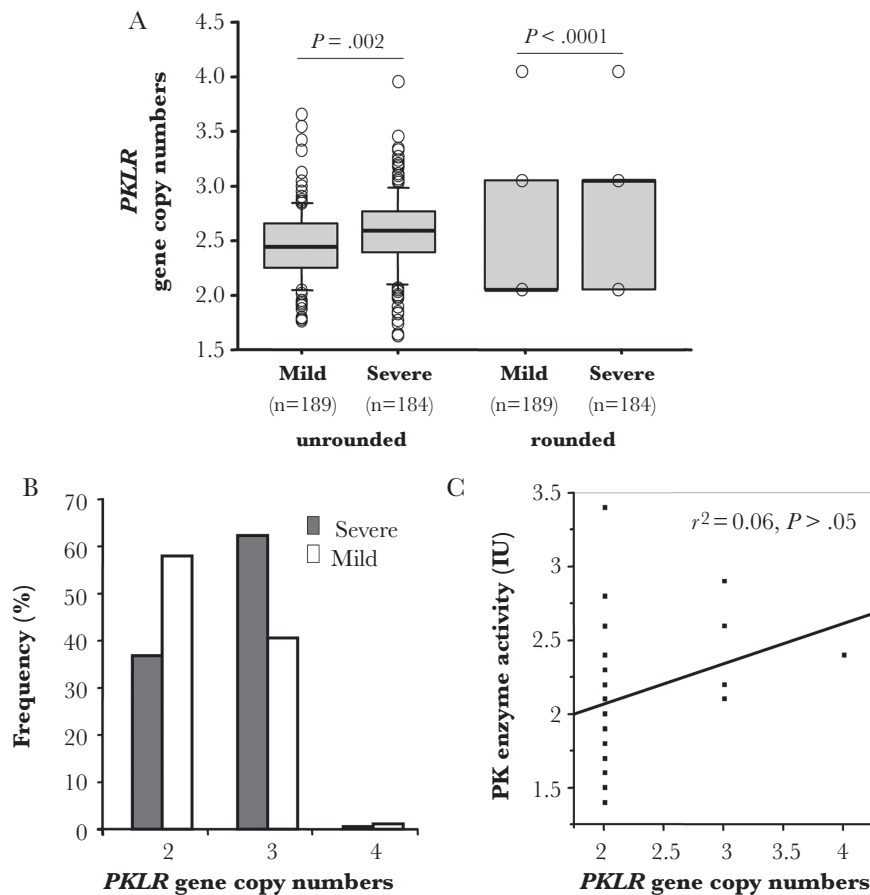 A
PKLR
gene copy numbers
4.5
4.0
3.5
3.0
2.5
2.0
1.5
P = .002
P < .0001
Mild Severe Mild Severe
(n=189) (n=184) (n=189) (n=184)
unrounded rounded
B
Frequency (%)
70
60
50
40
30
20
10
0
Severe
Mild
2 3 4
PKLR gene copy numbers
C
PK enzyme activity (IU)
3.5
3
2.5
2
1.5
r² = 0.06, P > .05
2 2.5 3 3.5 4
PKLR gene copy numbers